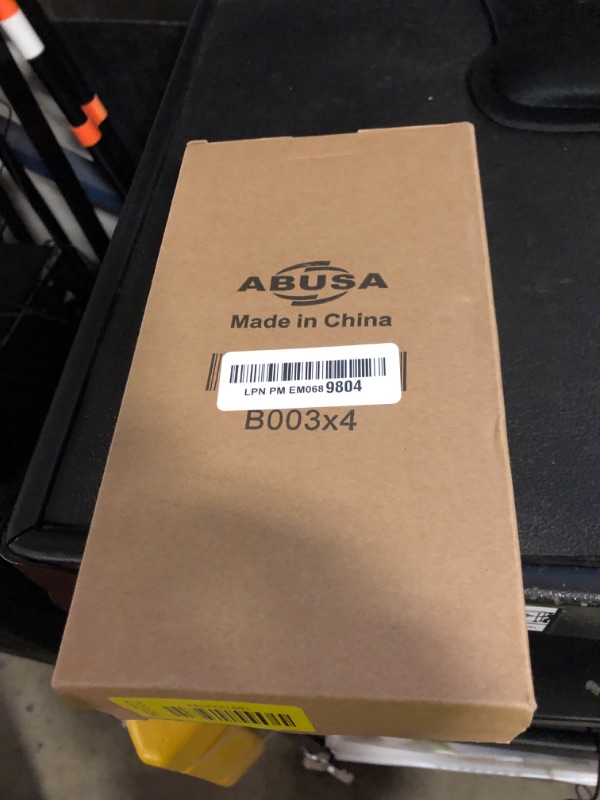 ABUSA
Made in China
LPN PM EM068 9804
B003x4